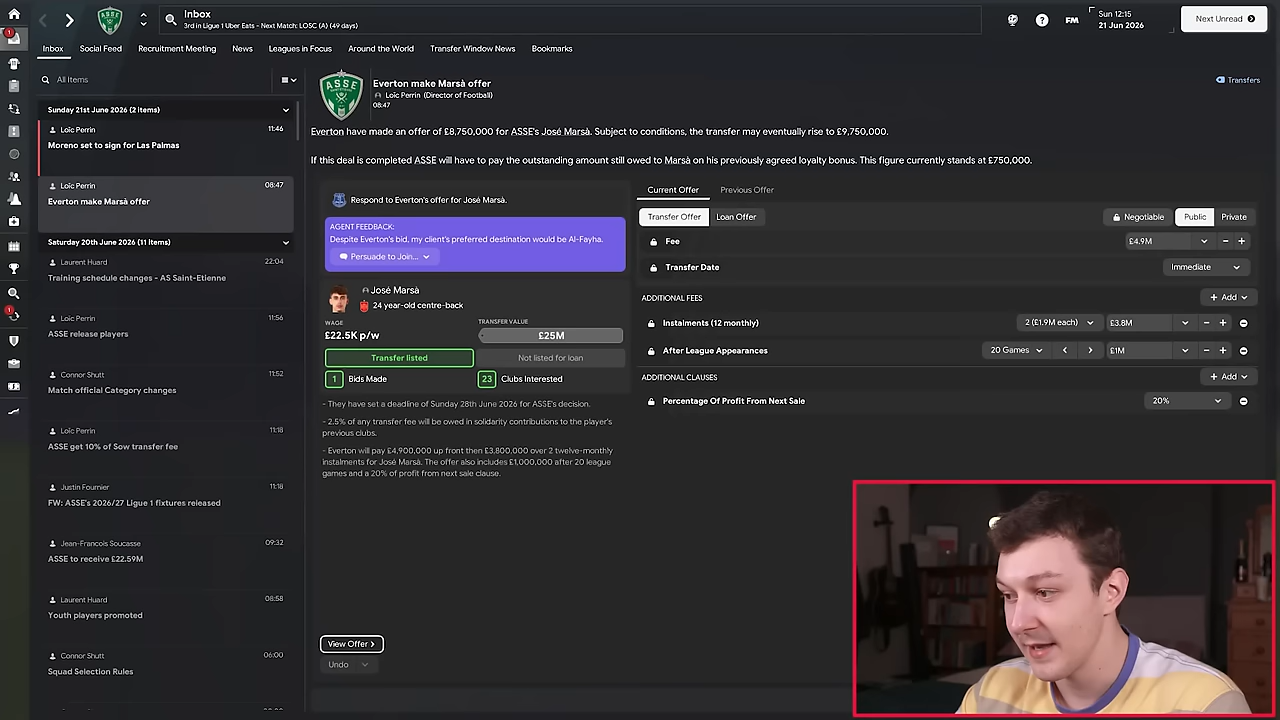 Inbox
3rd in Ligue 1 Uber Eats - Next Match: LOSC (A) (49 days)
FM
Sun 12:15
21 Jun 2026
Next Unread
Inbox
Social Feed
Recruitment Meeting
News
Leagues in Focus
Around the World
Transfer Window News
Bookmarks
All Items
Sunday 21st June 2026 (2 items)
Loïc Perrin
11:46
Moreno set to sign for Las Palmas
Loïc Perrin
08:47
Everton make Marsà offer
Saturday 20th June 2026 (11 items)
Laurent Huard
22:04
Training schedule changes - AS Saint-Etienne
Loïc Perrin
11:56
ASSE release players
Connor Shutt
11:52
Match official Category changes
Loïc Perrin
11:18
ASSE get 10% of Sow transfer fee
Justin Fournier
11:18
FW: ASSE's 2026/27 Ligue 1 fixtures released
Jean-Francois Soucasse
09:32
ASSE to receive £22.59M
Laurent Huard
08:58
Youth players promoted
Connor Shutt
06:00
Squad Selection Rules
ASSE
Everton make Marsà offer
Loïc Perrin (Director of Football)
08:47
Transfers
Everton have made an offer of £8,750,000 for ASSE's José Marsà. Subject to conditions, the transfer may eventually rise to £9,750,000.
If this deal is completed ASSE will have to pay the outstanding amount still owed to Marsà on his previously agreed loyalty bonus. This figure currently stands at £750,000.
Respond to Everton's offer for José Marsà.
AGENT FEEDBACK:
Despite Everton's bid, my client's preferred destination would be Al-Fayha.
Persuade to Join...
José Marsà
24 year-old centre-back
WAGE
£22.5K p/w
TRANSFER VALUE
£25M
Transfer listed
Not listed for loan
1
Bids Made
23
Clubs Interested
- They have set a deadline of Sunday 28th June 2026 for ASSE's decision.
- 2.5% of any transfer fee will be owed in solidarity contributions to the player's
previous clubs.
- Everton will pay £4,900,000 up front then £3,800,000 over 2 twelve-monthly
instalments for José Marsà. The offer also includes £1,000,000 after 20 league
games and a 20% of profit from next sale clause.
View Offer
Undo
Current Offer
Previous Offer
Transfer Offer
Loan Offer
Negotiable
Public
Private
Fee
£4.9M
Transfer Date
Immediate
ADDITIONAL FEES
+ Add
Instalments (12 monthly)
2 (£1.9M each)
£3.8M
After League Appearances
20 Games
£1M
ADDITIONAL CLAUSES
+ Add
Percentage Of Profit From Next Sale
20%